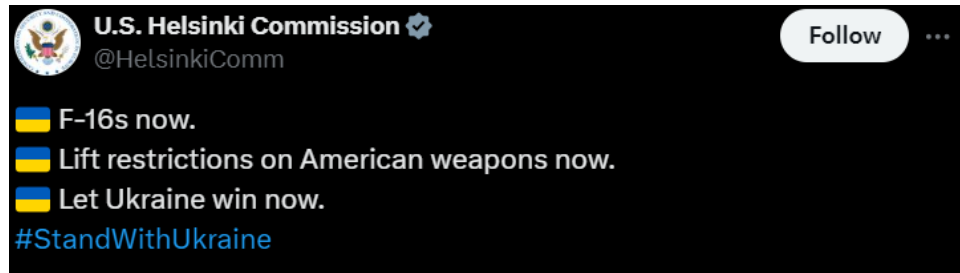 U.S. Helsinki Commission
@HelsinkiComm
Follow
🇺🇦 F-16s now.
🇺🇦 Lift restrictions on American weapons now.
🇺🇦 Let Ukraine win now.
#StandWithUkraine